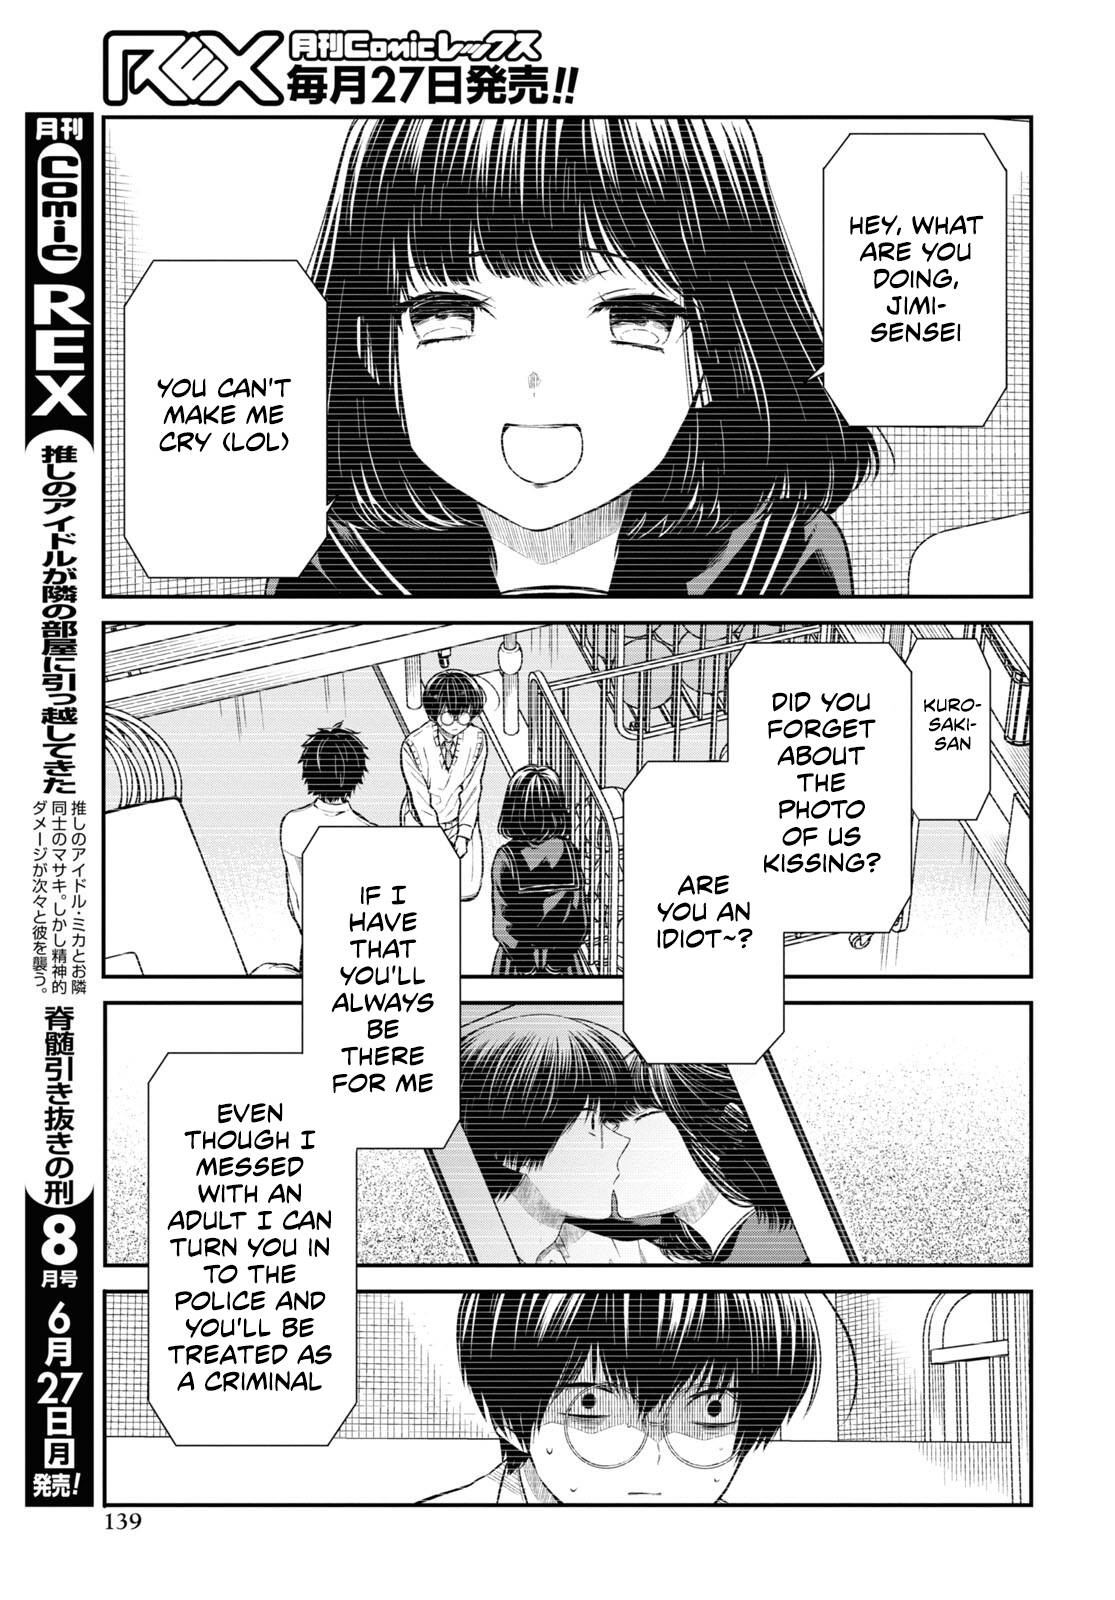 REX
月刊Comicレックス
毎月27日発売!!
HEY, WHAT
ARE YOU
DOING,
JIMI-
SENSEI
YOU CAN'T
MAKE ME
CRY (LOL)
KURO-
SAKI-
SAN
DID YOU
FORGET
ABOUT
THE
PHOTO
OF US
KISSING?
ARE
YOU AN
IDIOT~?
IF I
HAVE
THAT
YOU'LL
ALWAYS
BE
THERE
FOR ME
EVEN
THOUGH I
MESSED
WITH AN
ADULT I CAN
TURN YOU IN
TO THE
POLICE AND
YOU'LL BE
TREATED AS
A CRIMINAL
月刊Comic REX
推しのアイドルが隣の部屋に引っ越してきた
推しのアイドル・ミカとお隣
同士のマサキ。しかし精神的
ダメージが次々と彼を襲う。
脊髄引き抜きの刑
8月号
6月27日月発売!
139